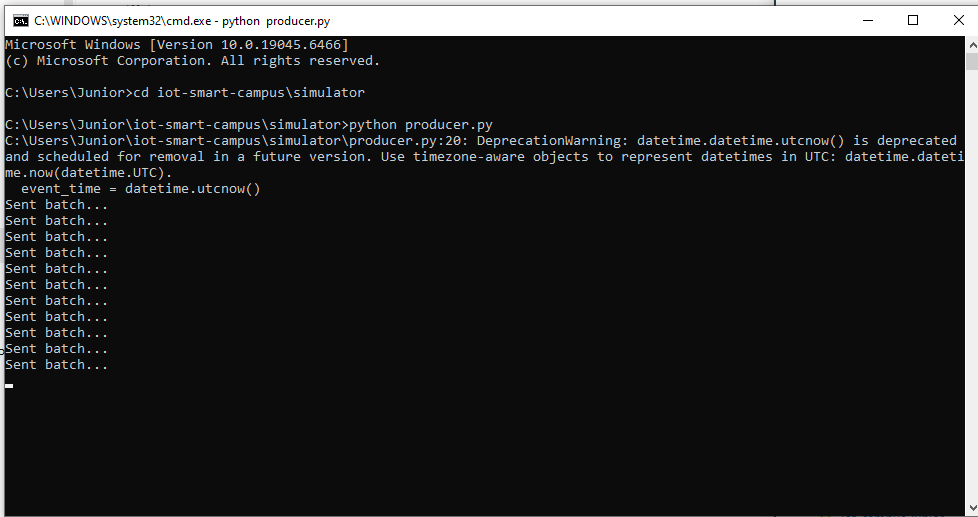 C:\WINDOWS\system32\cmd.exe - python  producer.py
Microsoft Windows [Version 10.0.19045.6466]
(c) Microsoft Corporation. All rights reserved.
C:\Users\Junior>cd iot-smart-campus\simulator
C:\Users\Junior\iot-smart-campus\simulator>python producer.py
C:\Users\Junior\iot-smart-campus\simulator\producer.py:20: DeprecationWarning: datetime.datetime.utcnow() is deprecated
and scheduled for removal in a future version. Use timezone-aware objects to represent datetimes in UTC: datetime.dateti
me.now(datetime.UTC).
  event_time = datetime.utcnow()
Sent batch...
Sent batch...
Sent batch...
Sent batch...
Sent batch...
Sent batch...
Sent batch...
Sent batch...
Sent batch...
Sent batch...
Sent batch...